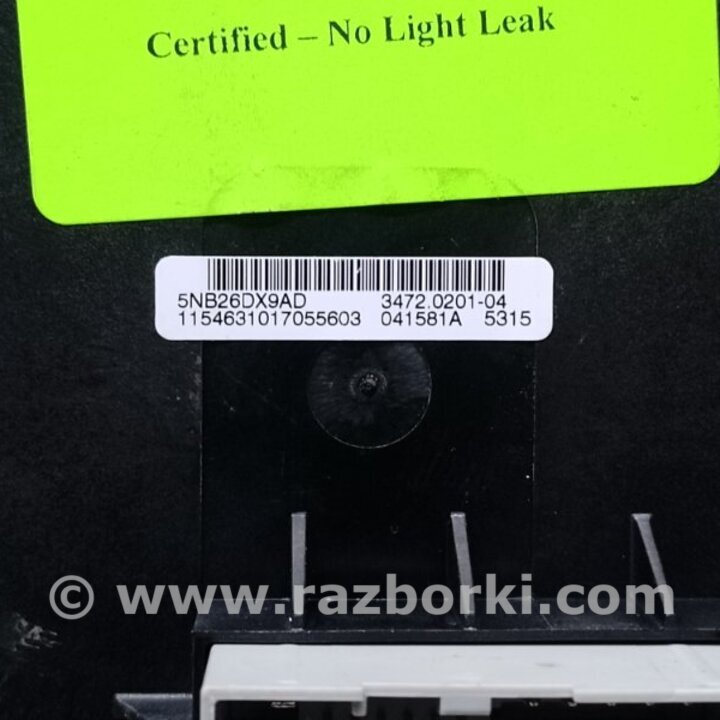 Certified – No Light Leak
5NB26DX9AD 3472.0201-04
1154631017055603 041581A 5315
© www.razborki.com